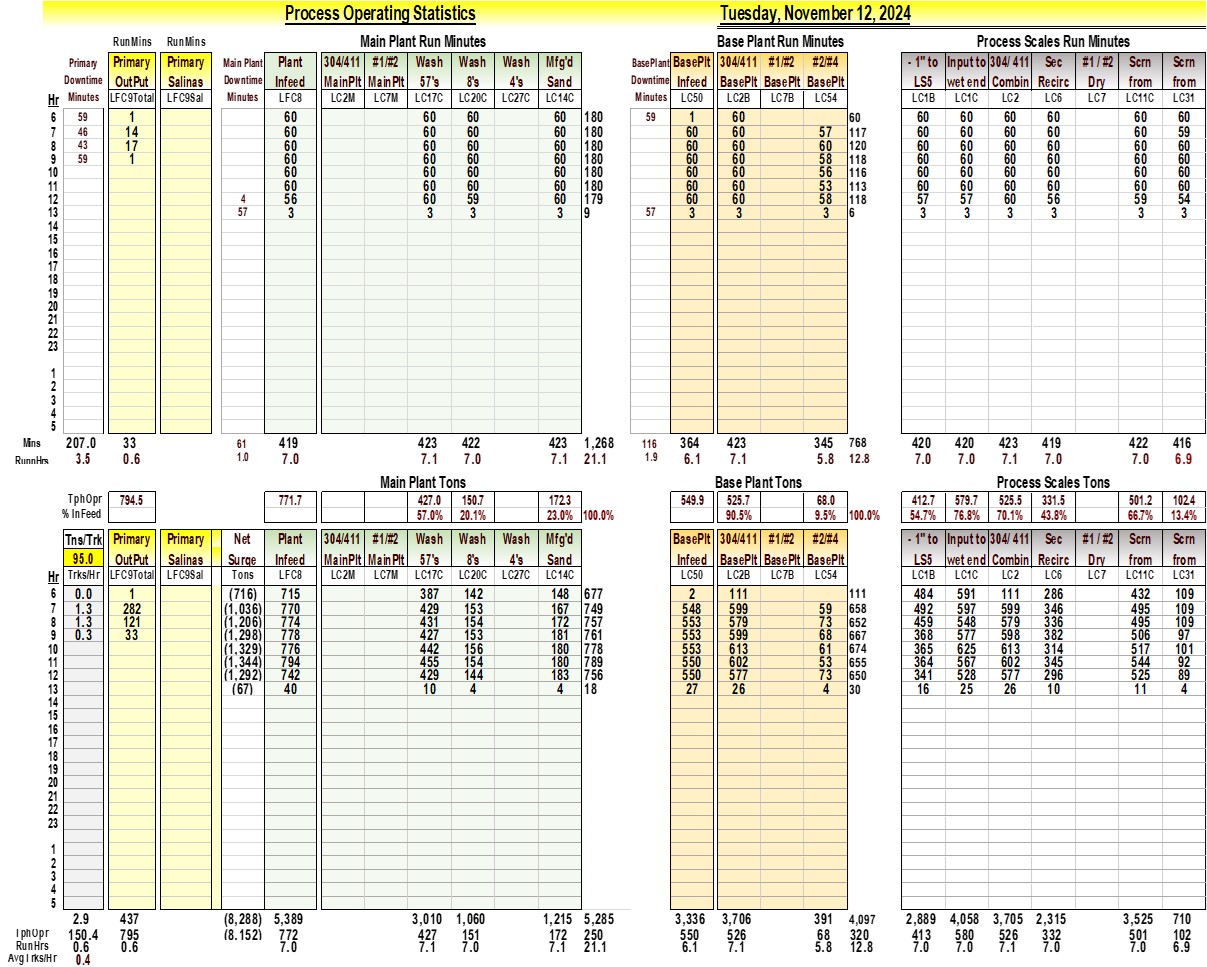 Process Operating Statistics Tuesday, November 12, 2024
RunMins RunMins Main Plant Run Minutes Base Plant Run Minutes Process Scales Run Minutes
Primary Primary Primary Main Plant Plant 304/411 #1/#2 Wash Wash Wash Mfg'd BasePlant BasePlt 304/411 #1/#2 #2/#4 - 1" to Input to 304/ 411 Sec #1 / #2 Scrn Scrn
Downtime OutPut Salinas Downtime Infeed MainPlt MainPlt 57's 8's 4's Sand Downtime Infeed BasePlt BasePlt BasePlt LS5 wet end Combin Recirc Dry from from
Hr Minutes LFC9Total LFC9Sal Minutes LFC8 LC2M LC7M LC17C LC20C LC27C LC14C Minutes LC50 LC2B LC7B LC54 LC1B LC1C LC2 LC6 LC7 LC11C LC31
6 59 1 60 60 60 60 180 59 1 60 60 60 60 60 60 60 60
7 46 14 60 60 60 60 180 60 60 57 117 60 60 60 60 60 59
8 43 17 60 60 60 60 180 60 60 60 120 60 60 60 60 60 60
9 59 1 60 60 60 60 180 60 60 58 118 60 60 60 60 60 60
10 60 60 60 60 180 60 60 56 116 60 60 60 60 60 60
11 60 60 60 60 180 60 60 53 113 60 60 60 60 60 60
12 4 56 60 59 60 179 60 60 58 118 57 57 60 56 59 54
13 57 3 3 3 3 9 57 3 3 3 6 3 3 3 3 3 3
14
15
16
17
18
19
20
21
22
23
1
2
3
4
5
Mins 207.0 33 61 419 423 422 423 1,268 116 364 423 345 768 420 420 423 419 422 416
RunnHrs 3.5 0.6 1.0 7.0 7.1 7.0 7.1 21.1 1.9 6.1 7.1 5.8 12.8 7.0 7.0 7.1 7.0 7.0 6.9
Main Plant Tons Base Plant Tons Process Scales Tons
TphOpr 794.5 771.7 427.0 150.7 172.3 549.9 525.7 68.0 412.7 579.7 525.5 331.5 501.2 102.4
% InFeed 57.0% 20.1% 23.0% 100.0% 90.5% 9.5% 100.0% 54.7% 76.8% 70.1% 43.8% 66.7% 13.4%
Tns/Trk Primary Primary Net Plant 304/411 #1/#2 Wash Wash Wash Mfg'd BasePlt 304/411 #1/#2 #2/#4 - 1" to Input to 304/ 411 Sec #1 / #2 Scrn Scrn
95.0 OutPut Salinas Surge Infeed MainPlt MainPlt 57's 8's 4's Sand Infeed BasePlt BasePlt BasePlt LS5 wet end Combin Recirc Dry from from
Hr Trks/Hr LFC9Total LFC9Sal Tons LFC8 LC2M LC7M LC17C LC20C LC27C LC14C LC50 LC2B LC7B LC54 LC1B LC1C LC2 LC6 LC7 LC11C LC31
6 0.0 1 (716) 715 387 142 148 677 2 111 111 484 591 111 286 432 109
7 1.3 282 (1,036) 770 429 153 167 749 548 599 59 658 492 597 599 346 495 109
8 1.3 121 (1,206) 774 431 154 172 757 553 579 73 652 459 548 579 336 495 109
9 0.3 33 (1,298) 778 427 153 181 761 553 599 68 667 368 577 598 382 506 97
10 (1,329) 776 442 156 180 778 553 613 61 674 365 625 613 314 517 101
11 (1,344) 794 455 154 180 789 550 602 53 655 364 567 602 345 544 92
12 (1,292) 742 429 144 183 756 550 577 73 650 341 528 577 296 525 89
13 (67) 40 10 4 4 18 27 26 4 30 16 25 26 10 11 4
14
15
16
17
18
19
20
21
22
23
1
2
3
4
5
2.9 437 (8,288) 5,389 3,010 1,060 1,215 5,285 3,336 3,706 391 4,097 2,889 4,058 3,705 2,315 3,525 710
TphOpr 150.4 795 (8,152) 772 427 151 172 250 550 526 68 320 413 580 526 332 501 102
RunHrs 0.6 0.6 7.0 7.1 7.0 7.1 21.1 6.1 7.1 5.8 12.8 7.0 7.0 7.1 7.0 7.0 6.9
AvgTrks/Hr 0.4